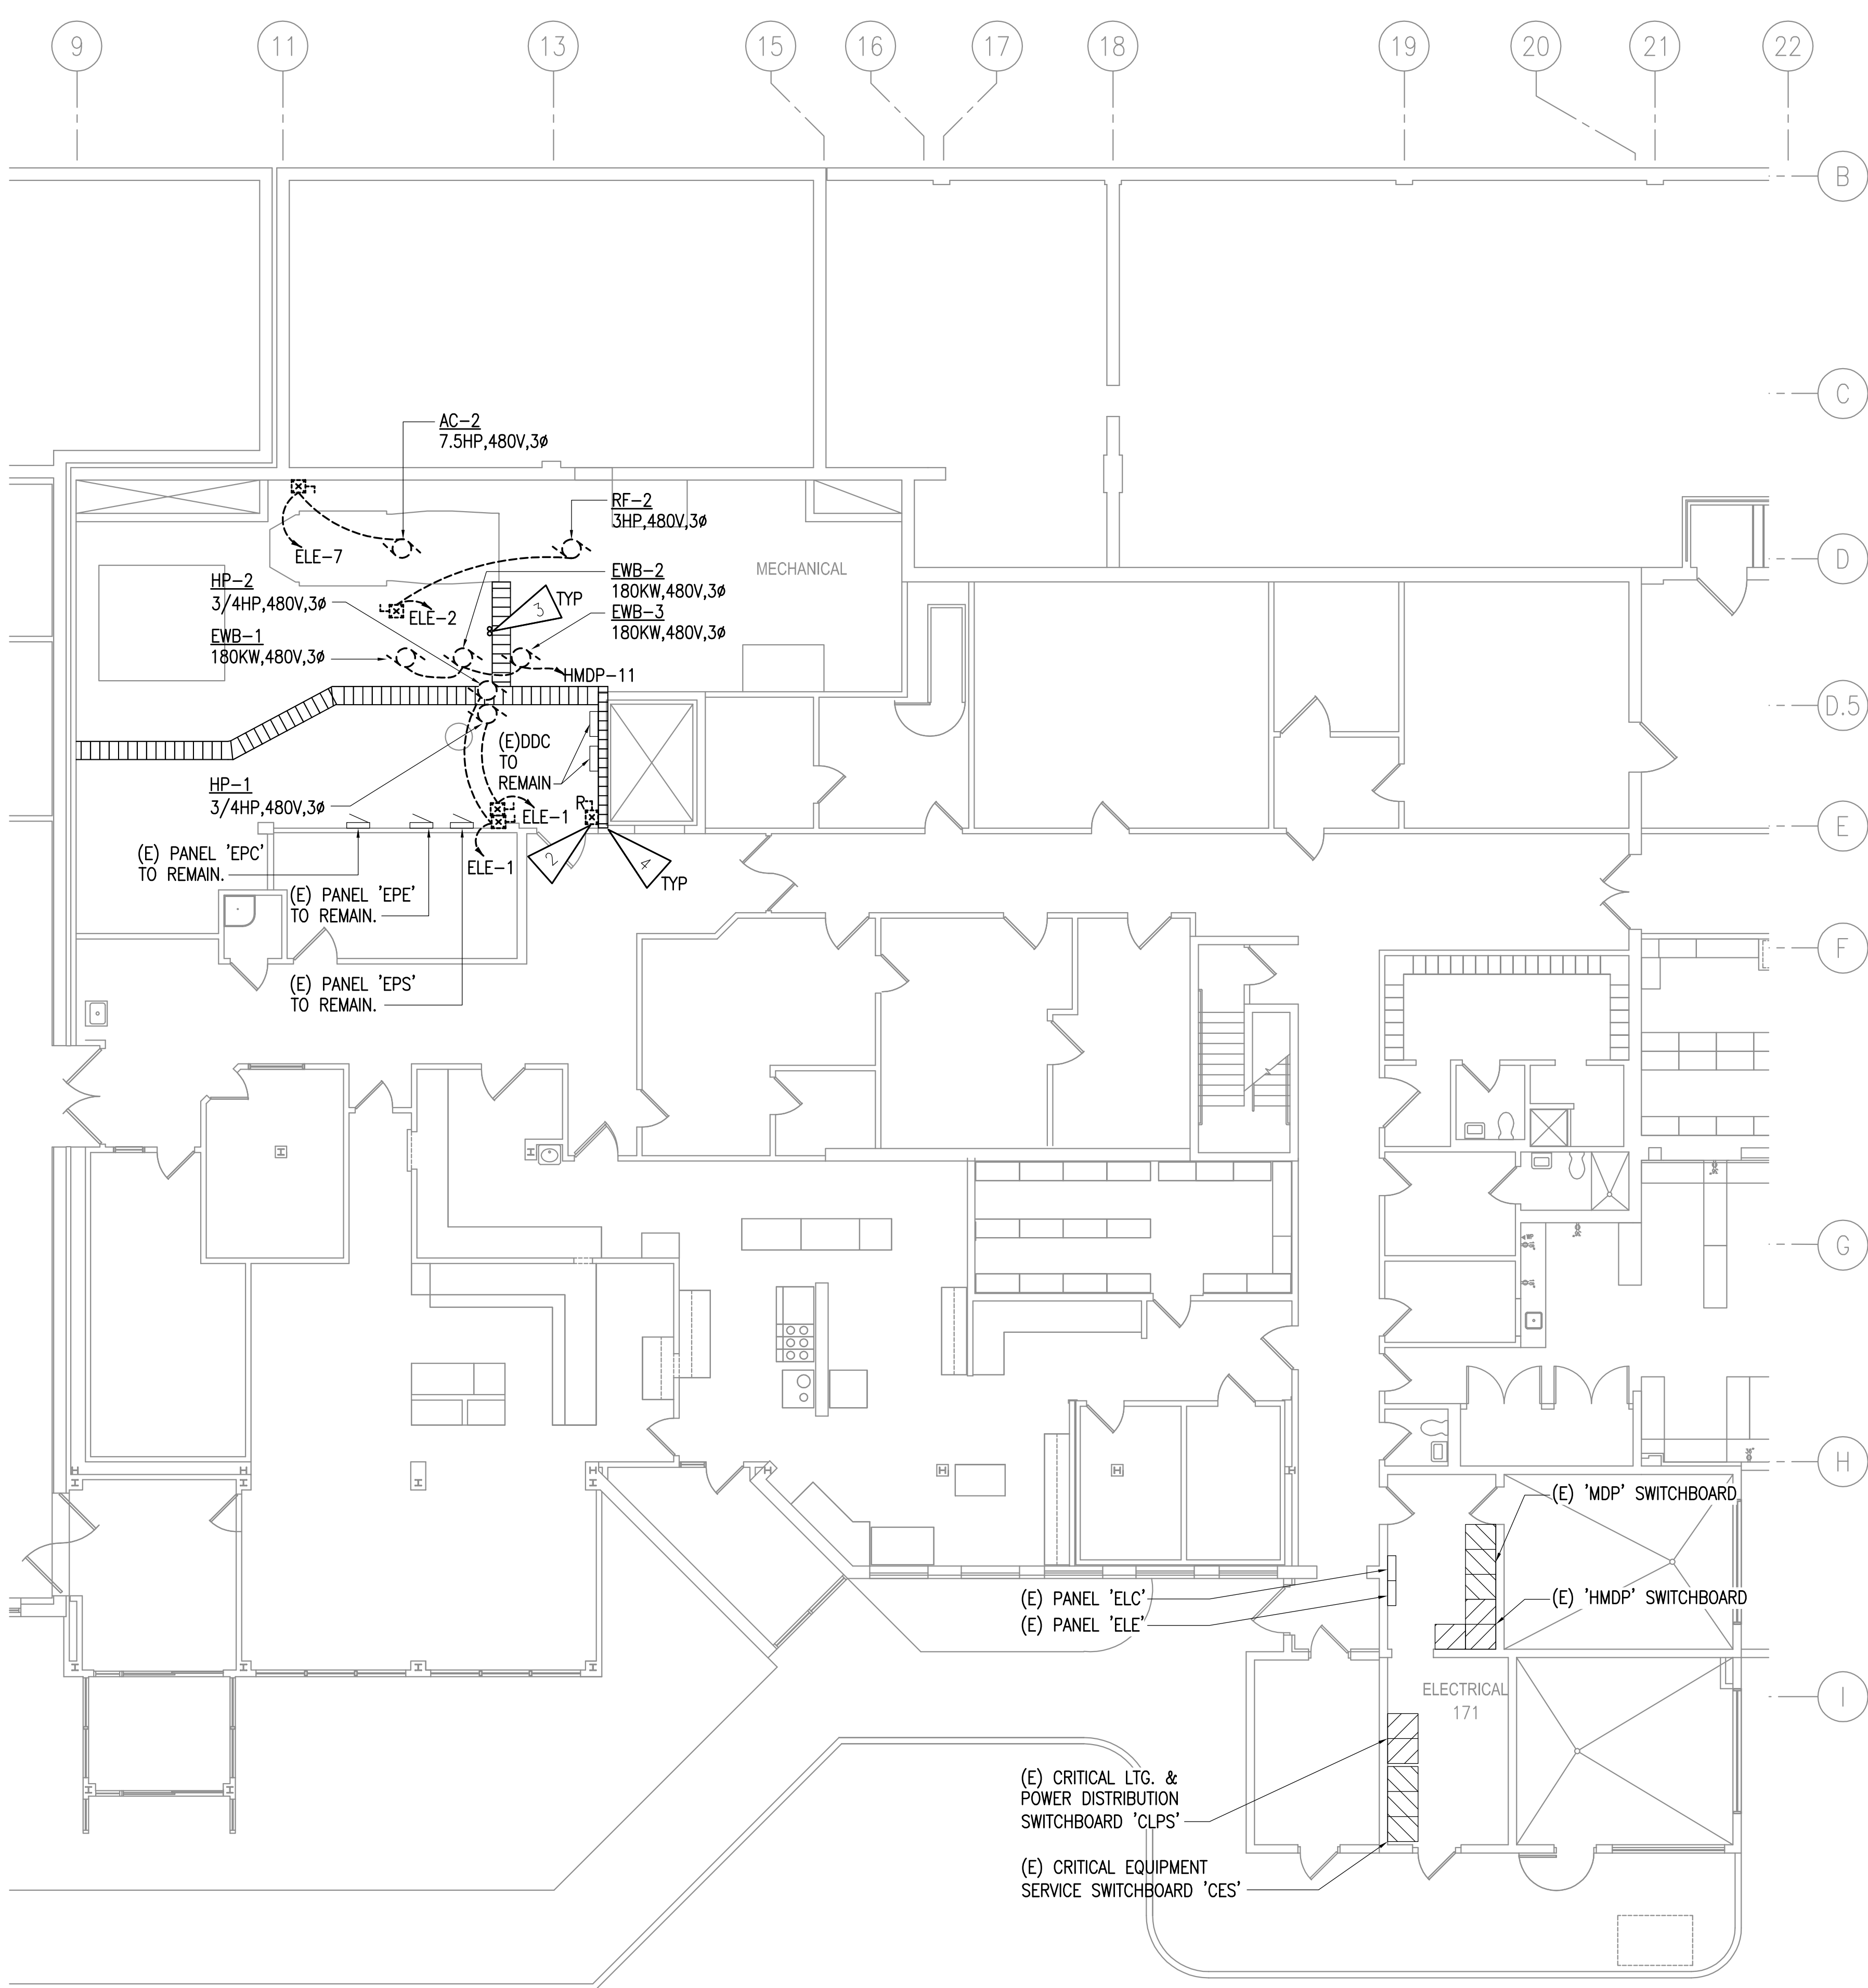 9
11
13
15
16
17
18
19
20
21
22
B
C
D
D.5
E
F
G
H
I
AC-2
7.5HP,480V,3ø
RF-2
3HP,480V,3ø
ELE-7
MECHANICAL
HP-2
3/4HP,480V,3ø
EWB-2
180KW,480V,3ø
3
TYP
ELE-2
EWB-1
180KW,480V,3ø
EWB-3
180KW,480V,3ø
HMDP-11
(E)DDC
TO
REMAIN
HP-1
3/4HP,480V,3ø
R
ELE-1
ELE-1
2
4
TYP
(E) PANEL 'EPC'
TO REMAIN.
(E) PANEL 'EPE'
TO REMAIN.
(E) PANEL 'EPS'
TO REMAIN.
(E) 'MDP' SWITCHBOARD
(E) 'HMDP' SWITCHBOARD
(E) PANEL 'ELC'
(E) PANEL 'ELE'
ELECTRICAL
171
(E) CRITICAL LTG. &
POWER DISTRIBUTION
SWITCHBOARD 'CLPS'
(E) CRITICAL EQUIPMENT
SERVICE SWITCHBOARD 'CES'